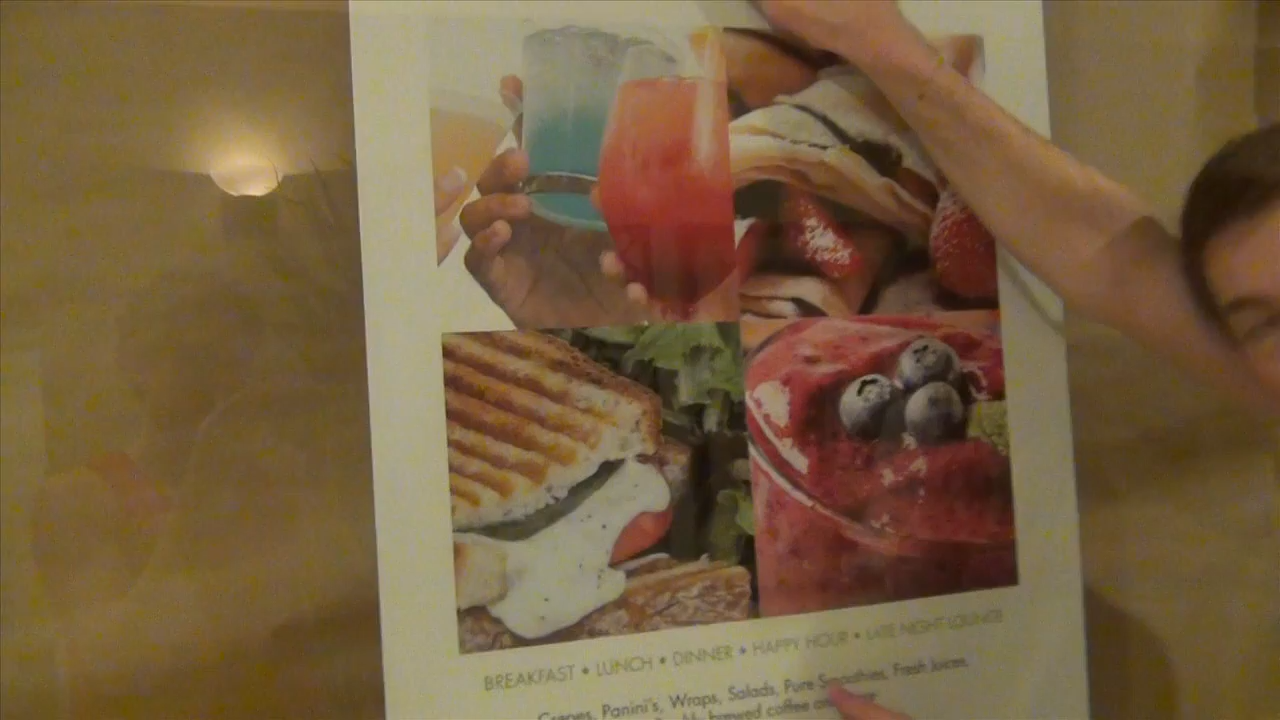 BREAKFAST • LUNCH • DINNER • HAPPY HOUR • LATE NIGHT LOUNGE
Crepes, Panini's, Wraps, Salads, Pure Smoothies, Fresh Juices,
brewed coffee